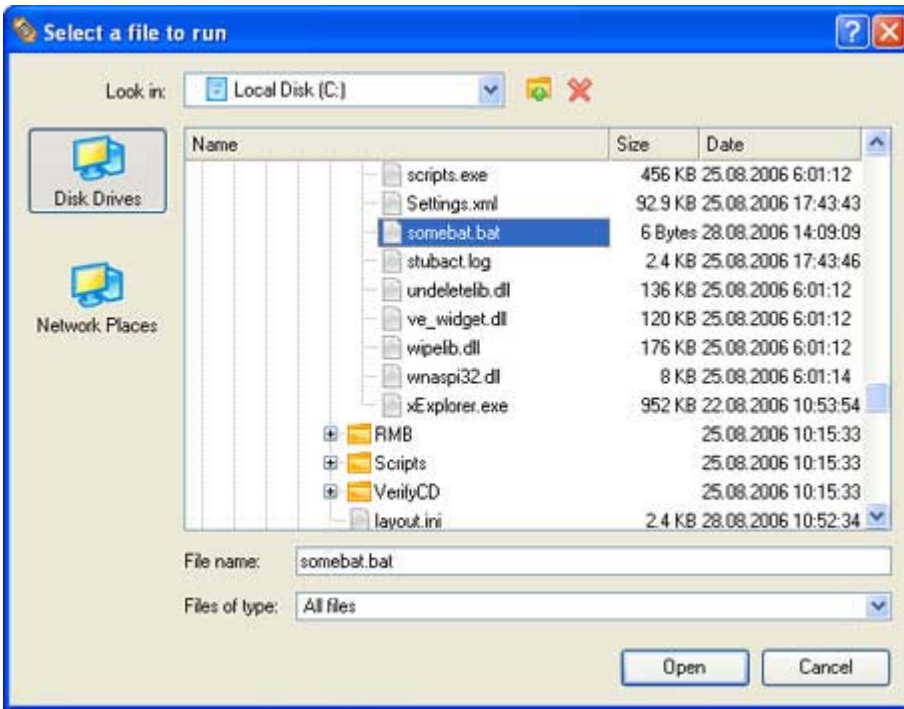 Select a file to run
Look in: Local Disk (C:)
Disk Drives
Network Places
Name Size Date
scripts.exe 456 KB 25.08.2006 6:01:12
Settings.xml 92.9 KB 25.08.2006 17:43:43
somebat.bat 6 Bytes 28.08.2006 14:09:09
stubact.log 2.4 KB 25.08.2006 17:43:46
undeletelib.dll 136 KB 25.08.2006 6:01:12
ve_widget.dll 120 KB 25.08.2006 6:01:12
wipelib.dll 176 KB 25.08.2006 6:01:12
wnaspi32.dll 8 KB 25.08.2006 6:01:14
xExplorer.exe 952 KB 22.08.2006 10:53:54
RMB 25.08.2006 10:15:33
Scripts 25.08.2006 10:15:33
VerifyCD 25.08.2006 10:15:33
layout.ini 2.4 KB 28.08.2006 10:52:34
File name: somebat.bat
Files of type: All files
Open Cancel